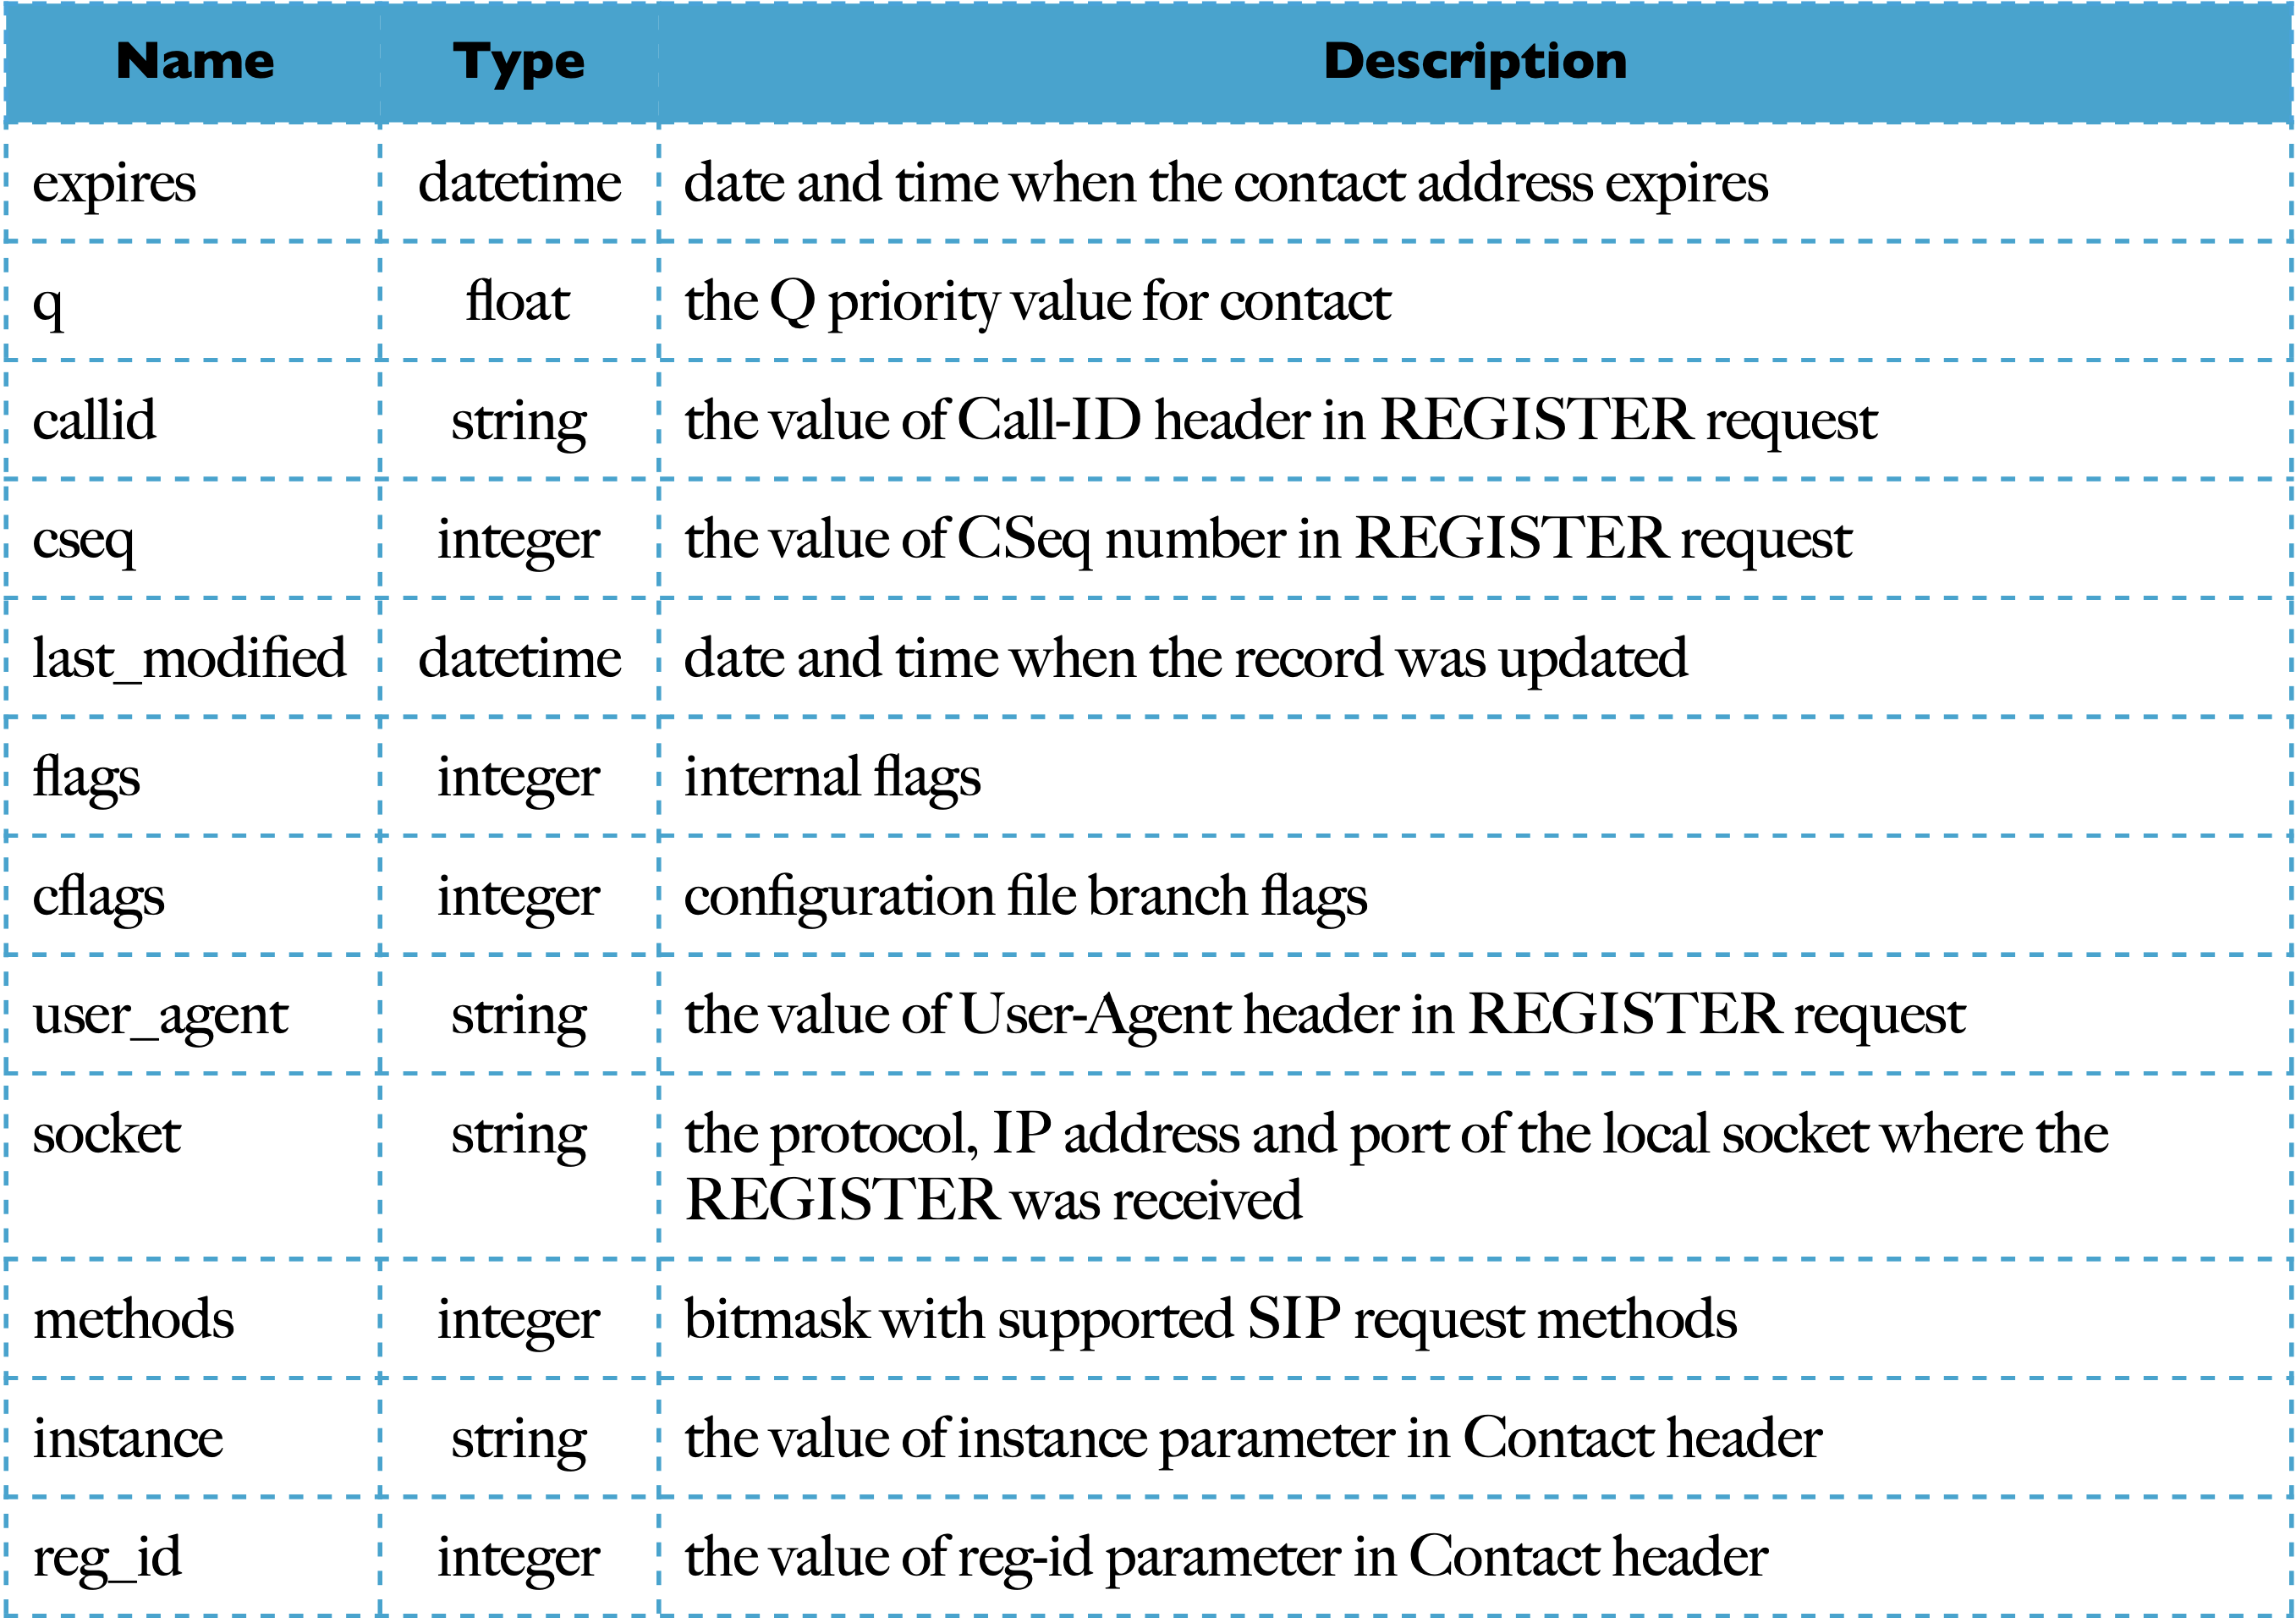 Name Type Description
expires datetime date and time when the contact address expires
q float the Q priority value for contact
callid string the value of Call-ID header in REGISTER request
cseq integer the value of CSeq number in REGISTER request
last_modified datetime date and time when the record was updated
flags integer internal flags
cflags integer configuration file branch flags
user_agent string the value of User-Agent header in REGISTER request
socket string the protocol, IP address and port of the local socket where the
REGISTER was received
methods integer bitmask with supported SIP request methods
instance string the value of instance parameter in Contact header
reg_id integer the value of reg-id parameter in Contact header